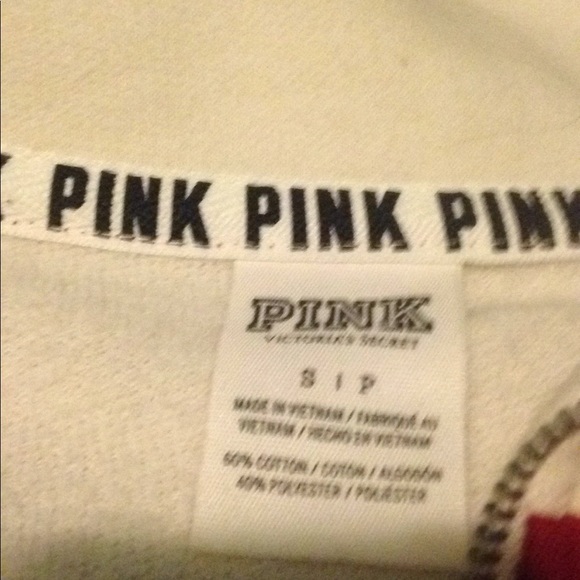 PINK PINK PINK
PINK
VICTORIA'S SECRET
S | P
MADE IN VIETNAM / FABRIQUÉ AU
VIETNAM / HECHO EN VIETNAM
60% COTTON / COTON / ALGODÓN
40% POLYESTER / POLIÉSTER